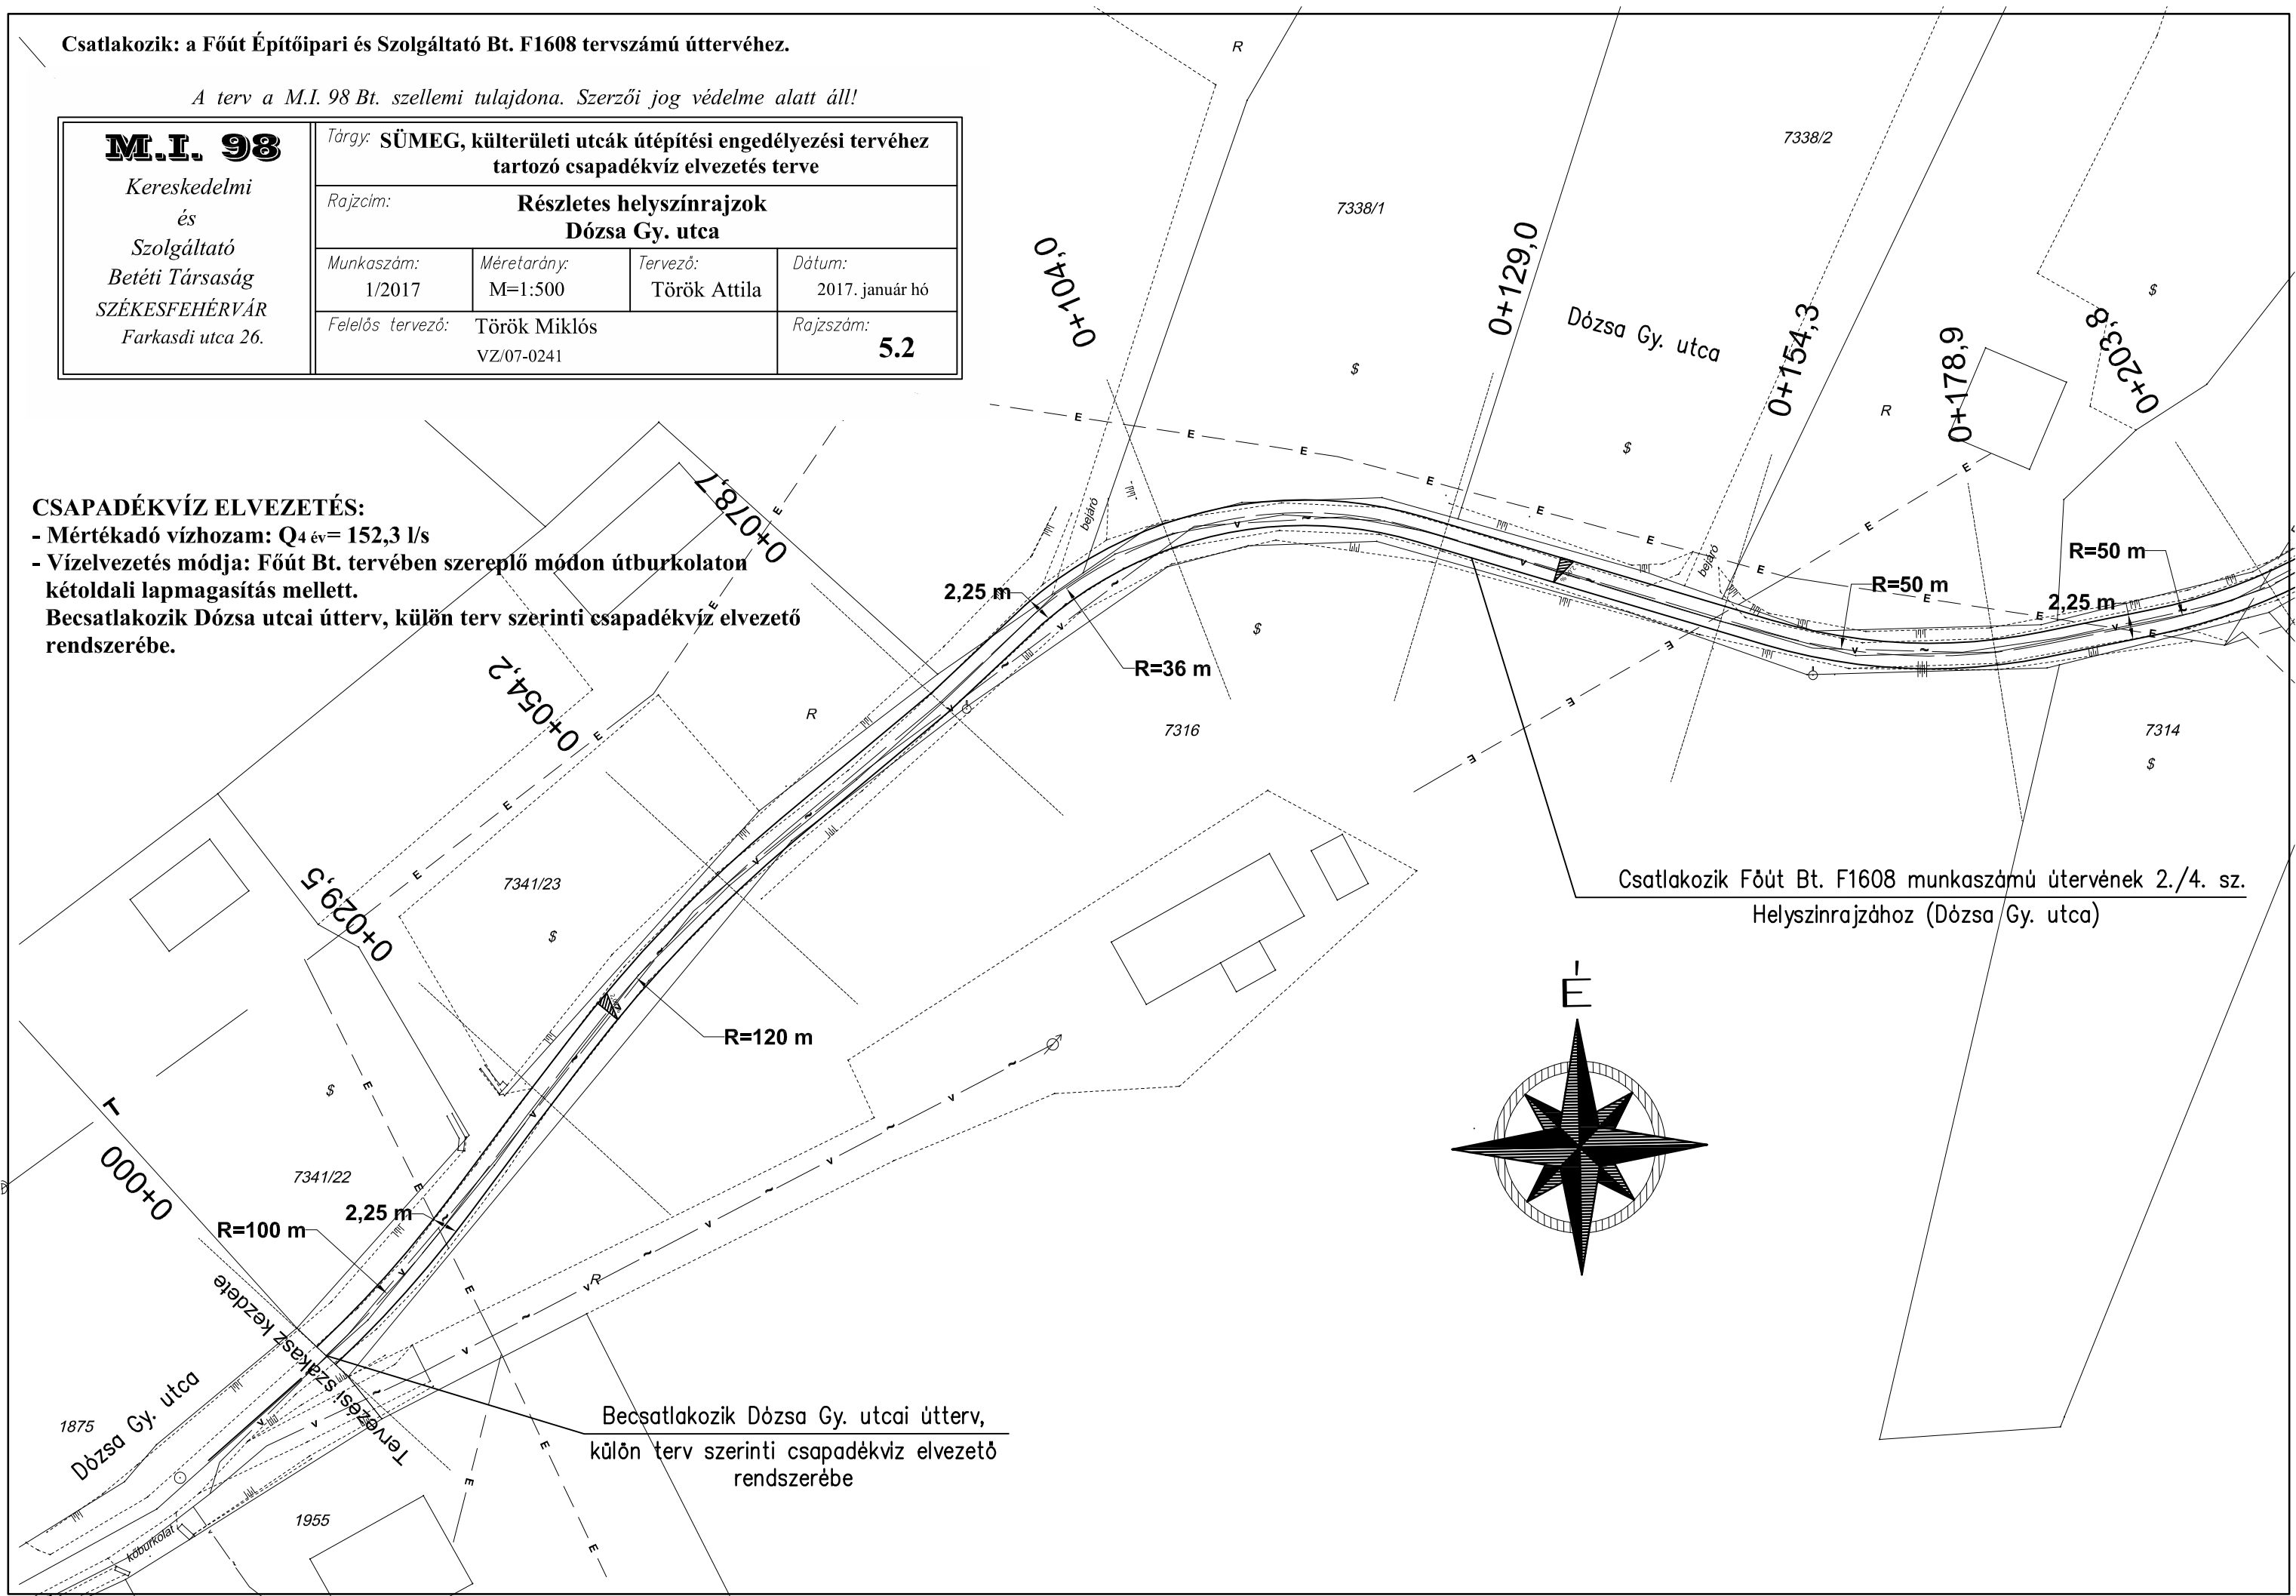 Csatlakozik: a Főút Építőipari és Szolgáltató Bt. F1608 tervszámú úttervéhez.
A terv a M.I. 98 Bt. szellemi tulajdona. Szerzői jog védelme alatt áll!
M.I. 98
Kereskedelmi
és
Szolgáltató
Betéti Társaság
SZÉKESFEHÉRVÁR
Farkasdi utca 26.
Tárgy: SÜMEG, külterületi utcák útépítési engedélyezési tervéhez
tartozó csapadékvíz elvezetés terve
Rajzcím: Részletes helyszínrajzok
Dózsa Gy. utca
Munkaszám: 1/2017
Méretarány: M=1:500
Tervező: Török Attila
Dátum: 2017. január hó
Felelős tervező: Török Miklós
VZ/07-0241
Rajzszám: 5.2
CSAPADÉKVÍZ ELVEZETÉS:
- Mértékadó vízhozam: Q4 év= 152,3 l/s
- Vízelvezetés módja: Főút Bt. tervében szereplő módon útburkolaton
kétoldali lapmagasítás mellett.
Becsatlakozik Dózsa utcai útterv, külön terv szerinti csapadékvíz elvezető
rendszerébe.
R
7338/2
7338/1
0+104,0
0+129,0
Dózsa Gy. utca
0+154,3
0+178,9
0+203,8
$
$
$
R
E E E E E E E E E
bejáró
bejáró
0+078,7
0+054,2
0+029,5
0+000
2,25 m
R=36 m
R=50 m
R=50 m
2,25 m
$
R
7316
7314
$
7341/23
$
R=120 m
Csatlakozik Főút Bt. F1608 munkaszámú útervének 2./4. sz.
Helyszínrajzához (Dózsa Gy. utca)
É
$
T
7341/22
2,25 m
R=100 m
R
Tervezési szakasz kezdete
Dózsa Gy. utca
1875
Becsatlakozik Dózsa Gy. utcai útterv,
külön terv szerinti csapadékvíz elvezető
rendszerébe
1955
kőburkolat